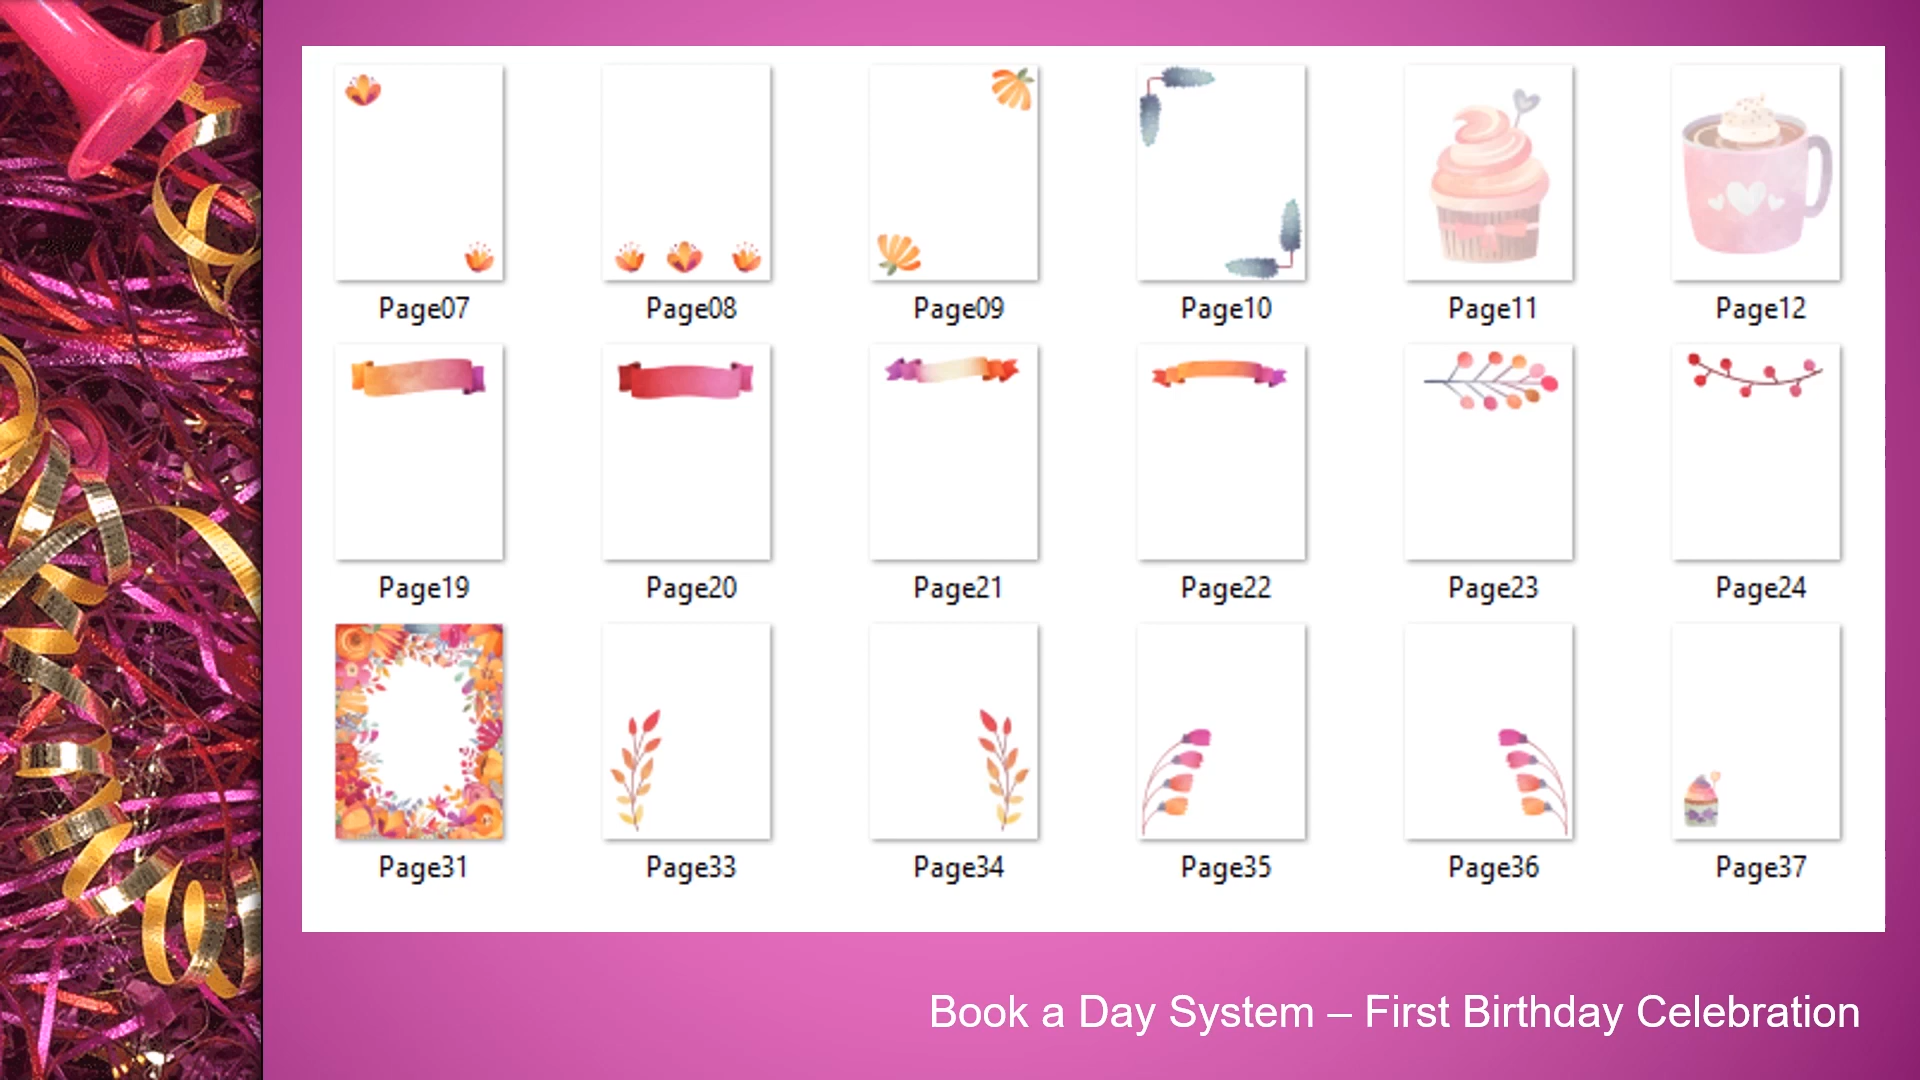 Page07 Page08 Page09 Page10 Page11 Page12
Page19 Page20 Page21 Page22 Page23 Page24
Page31 Page33 Page34 Page35 Page36 Page37
Book a Day System – First Birthday Celebration